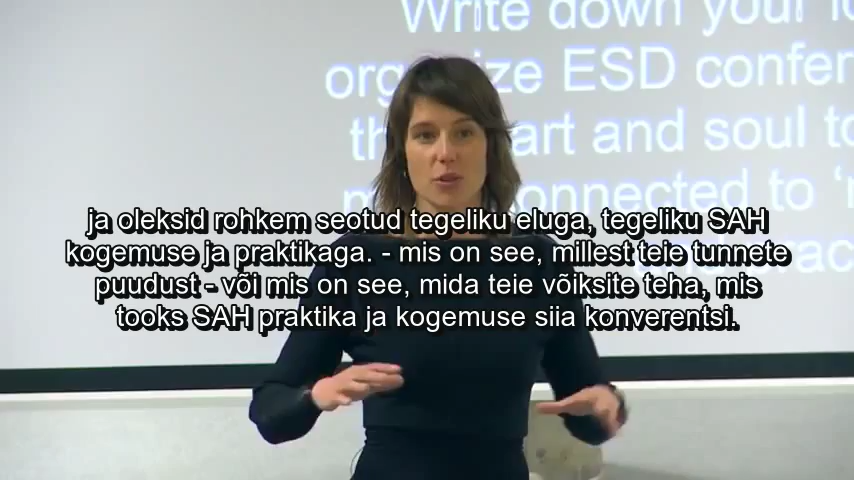 Write down your
organize ESD
art and soul to
connected to
ja oleksid rohkem seotud tegeliku eluga, tegeliku SAH
kogemuse ja praktikaga. - mis on see, millest teie tunnete
puudust - või mis on see, mida teie võiksite teha, mis
tooks SAH praktika ja kogemuse siia konverentsi.